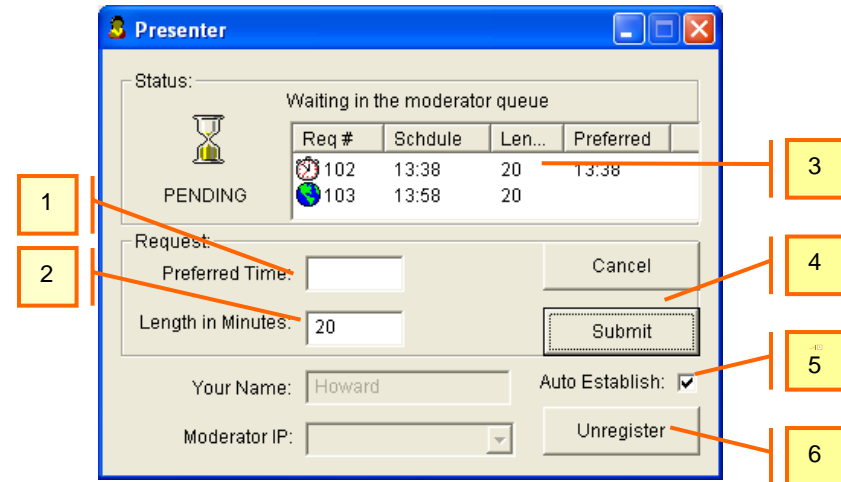 Presenter
Status:
Waiting in the moderator queue
Req # Schdule Len... Preferred
102 13:38 20 13:38
103 13:58 20
PENDING
3
1
Request:
Preferred Time:
Cancel
4
2
Length in Minutes: 20
Submit
5
Your Name: Howard
Auto Establish:
Moderator IP:
Unregister
6